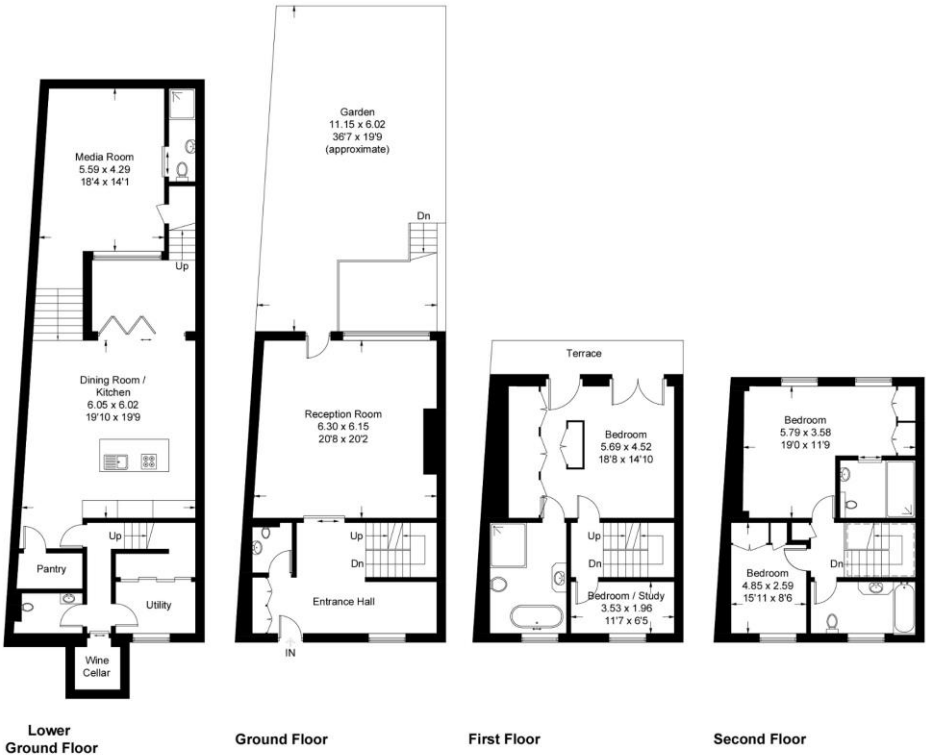 Media Room
5.59 x 4.29
18'4 x 14'1
Up
Dining Room /
Kitchen
6.05 x 6.02
19'10 x 19'9
Up
Pantry
Utility
Wine
Cellar
Lower
Ground Floor
Garden
11.15 x 6.02
36'7 x 19'9
(approximate)
Dn
Reception Room
6.30 x 6.15
20'8 x 20'2
Up
Dn
Entrance Hall
IN
Ground Floor
Terrace
Bedroom
5.69 x 4.52
18'8 x 14'10
Up
Dn
Bedroom / Study
3.53 x 1.96
11'7 x 6'5
First Floor
Bedroom
5.79 x 3.58
19'0 x 11'9
Dn
Bedroom
4.85 x 2.59
15'11 x 8'6
Second Floor